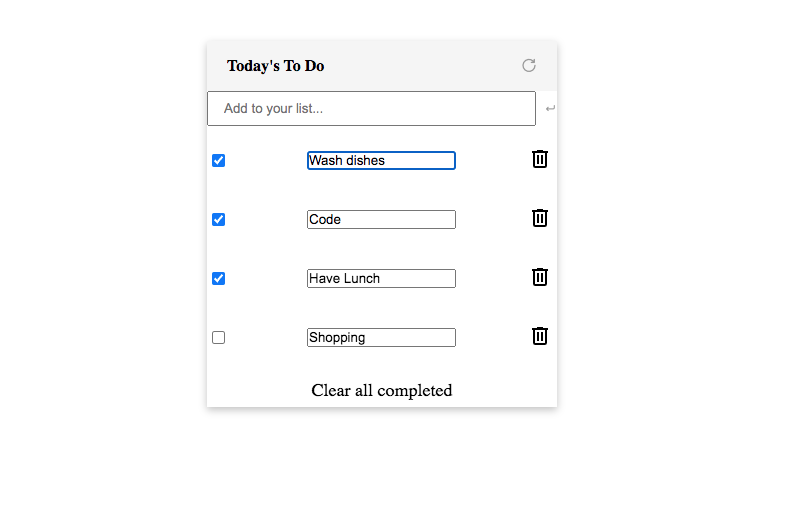 Today's To Do
Add to your list...
Wash dishes
Code
Have Lunch
Shopping
Clear all completed